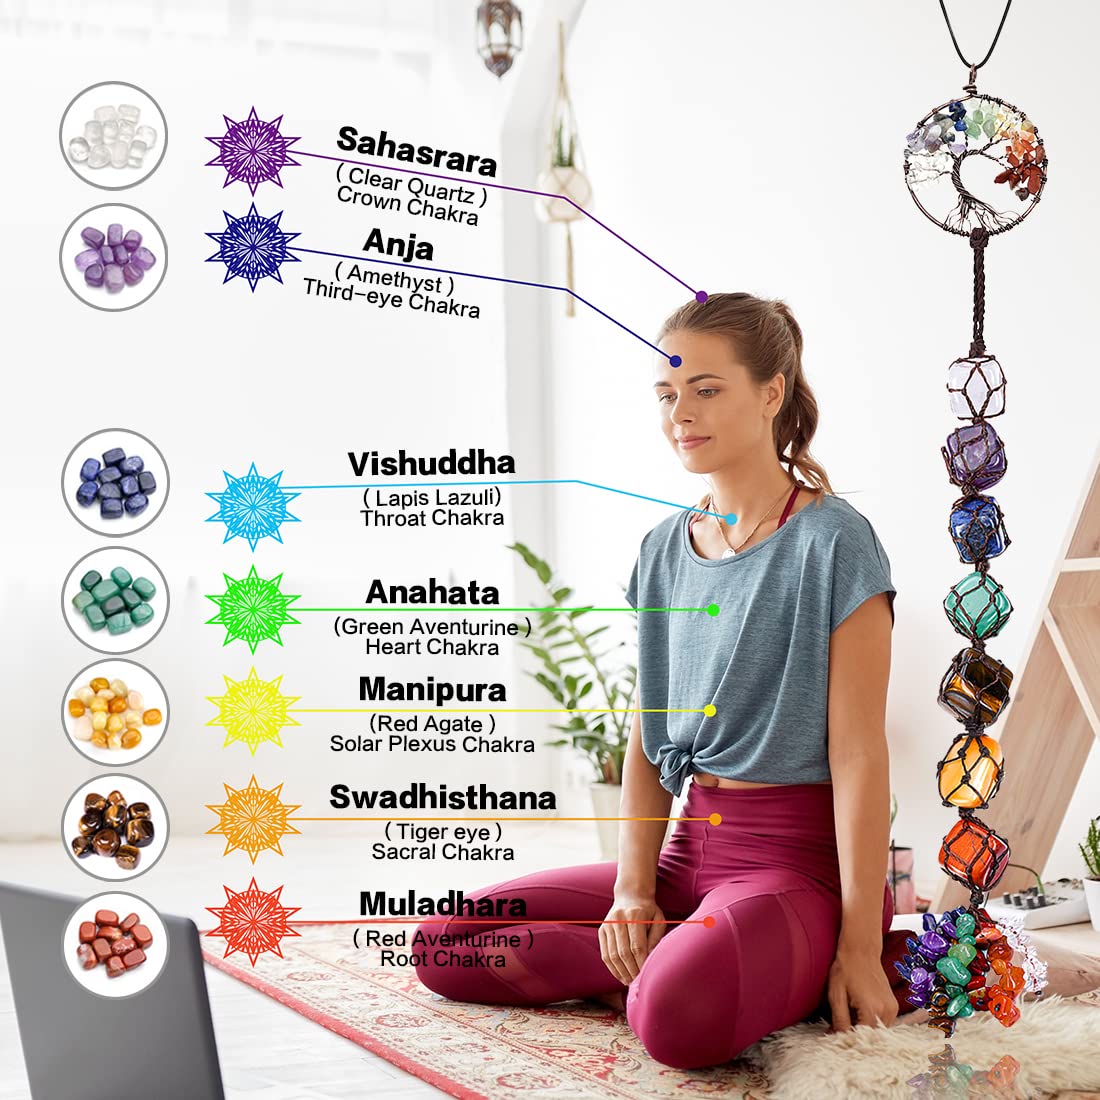 Sahasrara
( Clear Quartz )
Crown Chakra
Anja
( Amethyst )
Third-eye Chakra
Vishuddha
( Lapis Lazuli)
Throat Chakra
Anahata
(Green Aventurine )
Heart Chakra
Manipura
(Red Agate )
Solar Plexus Chakra
Swadhisthana
( Tiger eye )
Sacral Chakra
Muladhara
( Red Aventurine )
Root Chakra